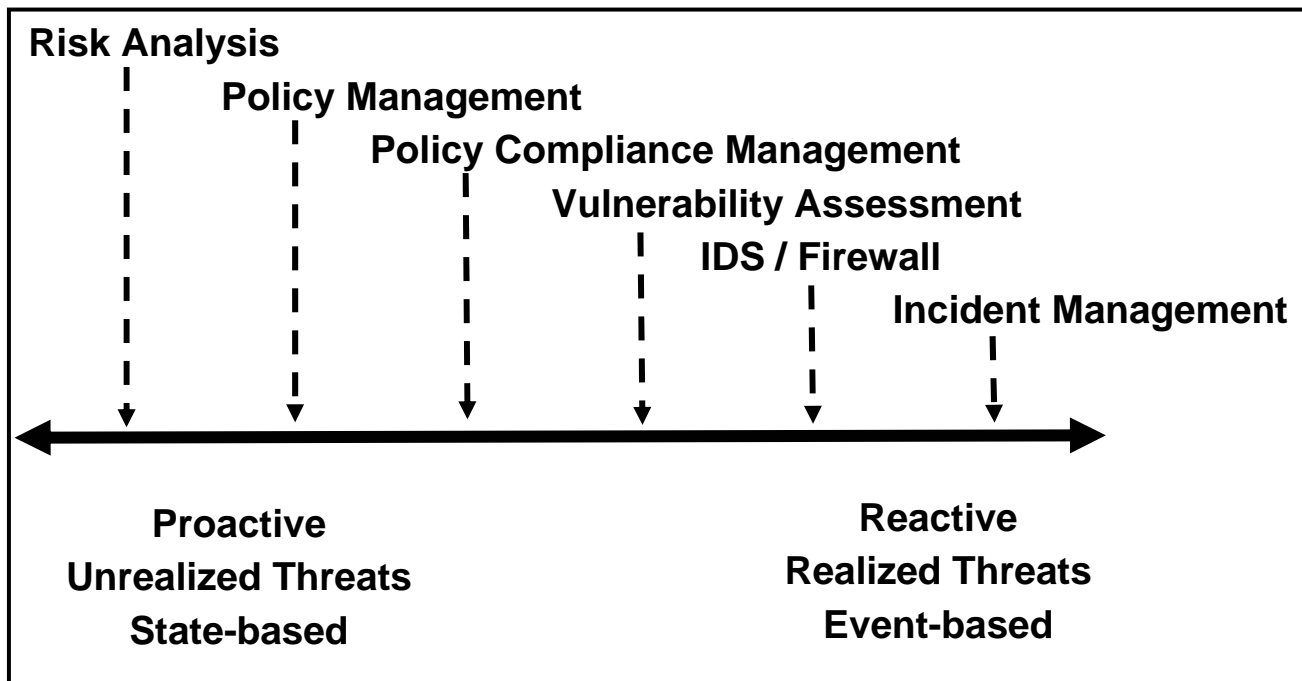 Risk Analysis
Policy Management
Policy Compliance Management
Vulnerability Assessment
IDS / Firewall
Incident Management
Proactive
Unrealized Threats
State-based
Reactive
Realized Threats
Event-based